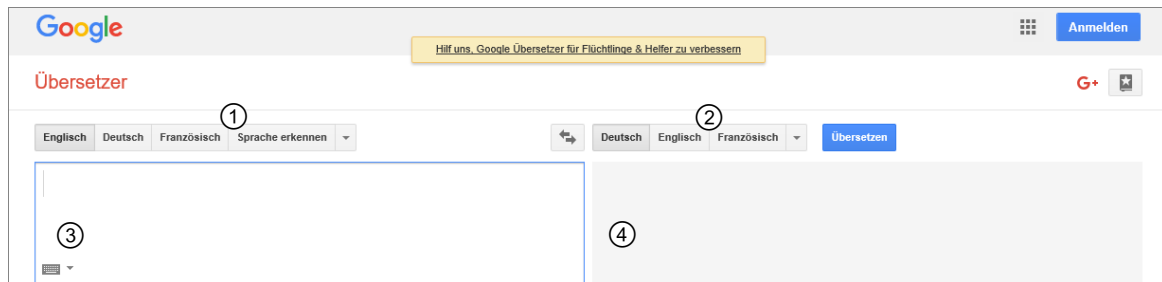 Google
Anmelden
Hilf uns, Google Übersetzer für Flüchtlinge & Helfer zu verbessern
Übersetzer
G+
1
2
Englisch Deutsch Französisch Sprache erkennen
Deutsch Englisch Französisch
Übersetzen
3
4